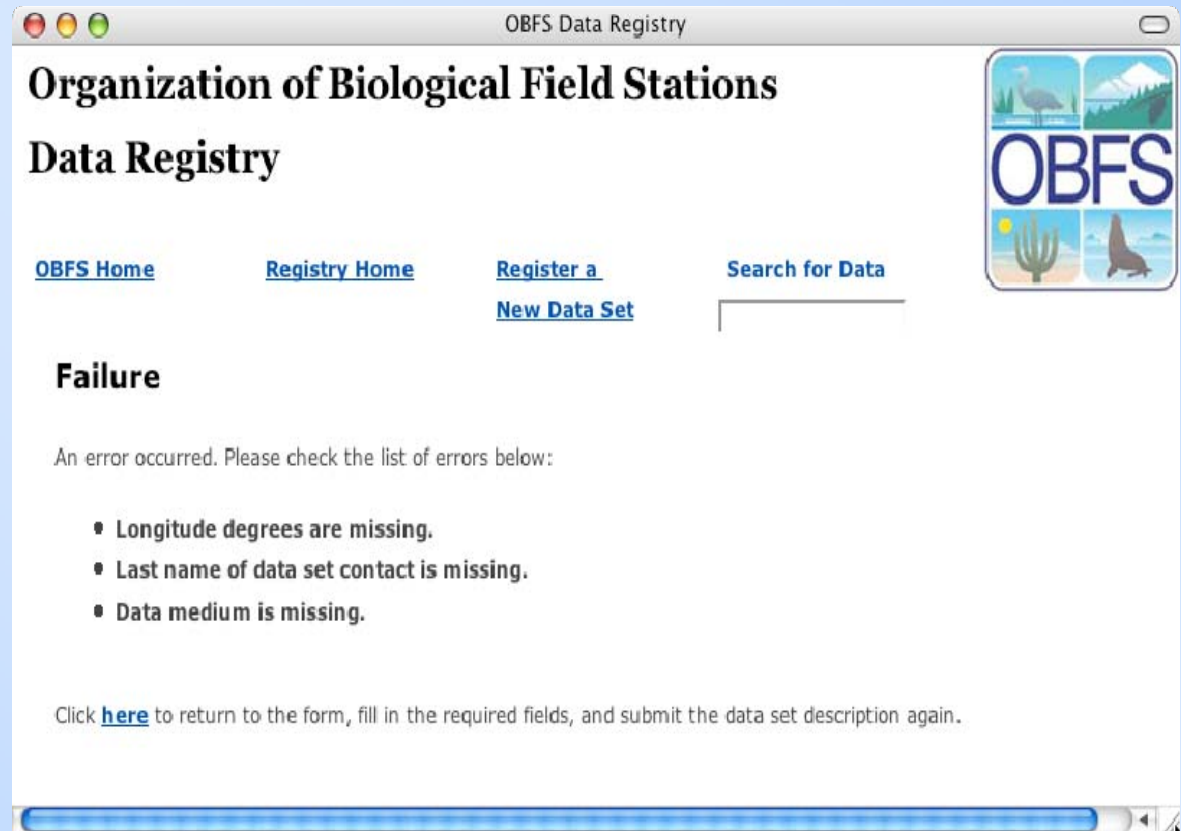 OBFS Data Registry
Organization of Biological Field Stations
Data Registry
OBFS
OBFS Home
Registry Home
Register a
New Data Set
Search for Data
Failure
An error occurred. Please check the list of errors below:
• Longitude degrees are missing.
• Last name of data set contact is missing.
• Data medium is missing.
Click here to return to the form, fill in the required fields, and submit the data set description again.